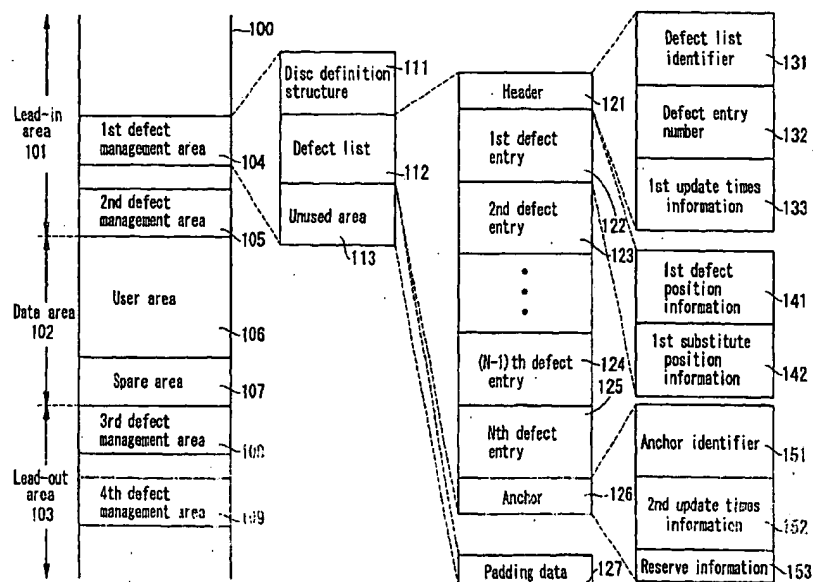 100
Lead-in
area
101
1st defect
management area
104
2nd defect
management area
105
Data area
102
User area
106
Spare area
107
Lead-out
area
103
3rd defect
management area
108
4th defect
management area
109
111
Disc definition
structure
Defect list
112
Unused area
113
Header
121
1st defect
entry
122
2nd defect
entry
123
(N-1)th defect
entry
124
125
Nth defect
entry
Anchor
126
Padding data
127
Defect list
identifier
131
Defect entry
number
132
1st update times
information
133
1st defect
position
information
141
1st substitute
position
information
142
Anchor identifier
151
2nd update times
information
152
Reserve information
153